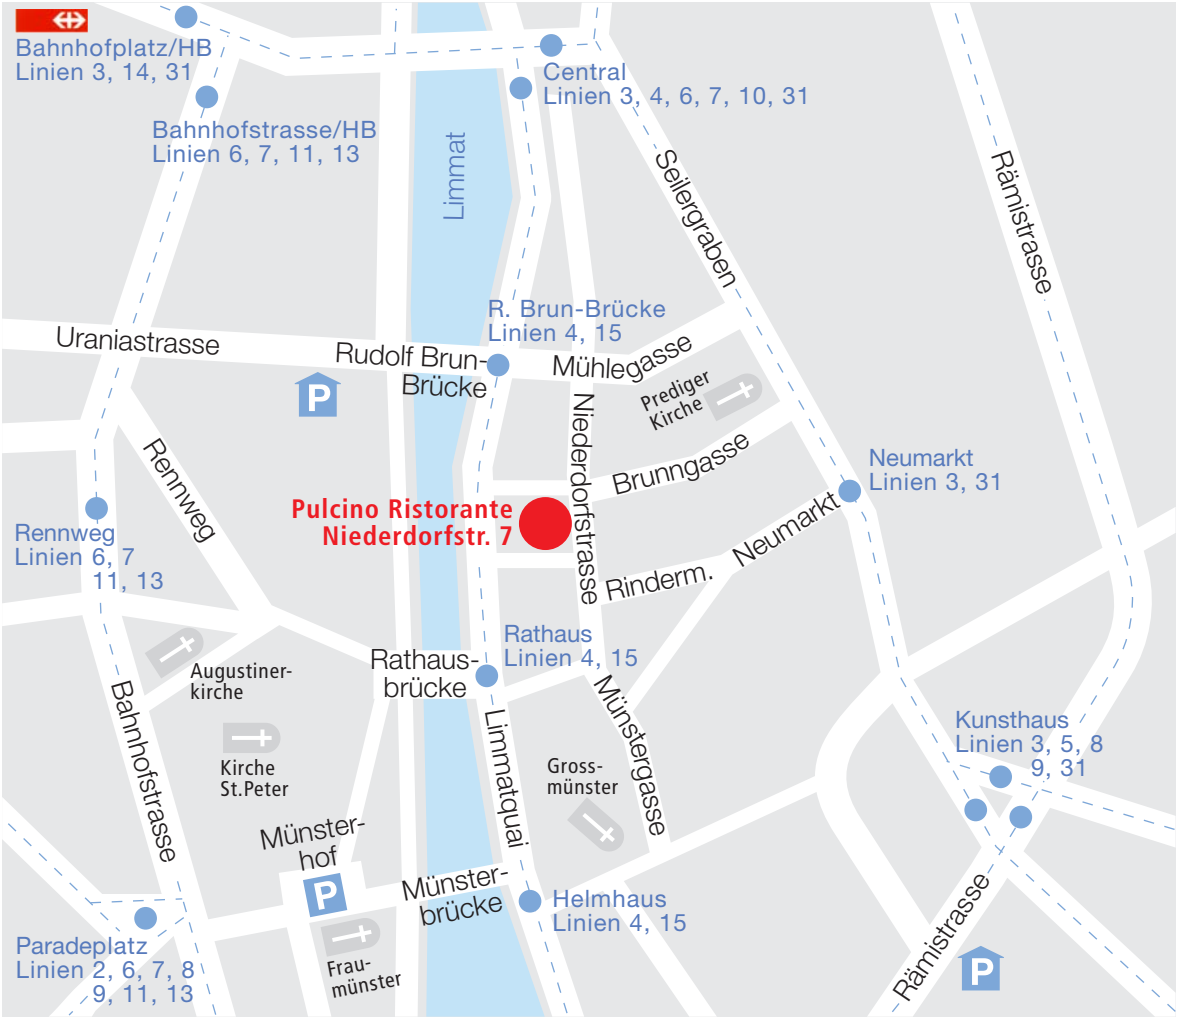 Bahnhofplatz/HB
Linien 3, 14, 31
Bahnhofstrasse/HB
Linien 6, 7, 11, 13
Central
Linien 3, 4, 6, 7, 10, 31
Limmat
Seilergraben
Rämistrasse
R. Brun-Brücke
Linien 4, 15
Uraniastrasse
Rudolf Brun-
Brücke
Mühlegasse
P
Prediger
Kirche
Niederdorfstrasse
Rennweg
Brunngasse
Neumarkt
Linien 3, 31
Pulcino Ristorante
Niederdorfstr. 7
Neumarkt
Rennweg
Linien 6, 7
11, 13
Rinderm.
Rathaus
Linien 4, 15
Augustiner-
kirche
Rathaus-
brücke
Bahnhofstrasse
Limmatquai
Münstergasse
Kunsthaus
Linien 3, 5, 8
9, 31
Kirche
St.Peter
Gross-
münster
Münster-
hof
P
Münster-
brücke
Helmhaus
Linien 4, 15
Rämistrasse
Paradeplatz
Linien 2, 6, 7, 8
9, 11, 13
Frau-
münster
P